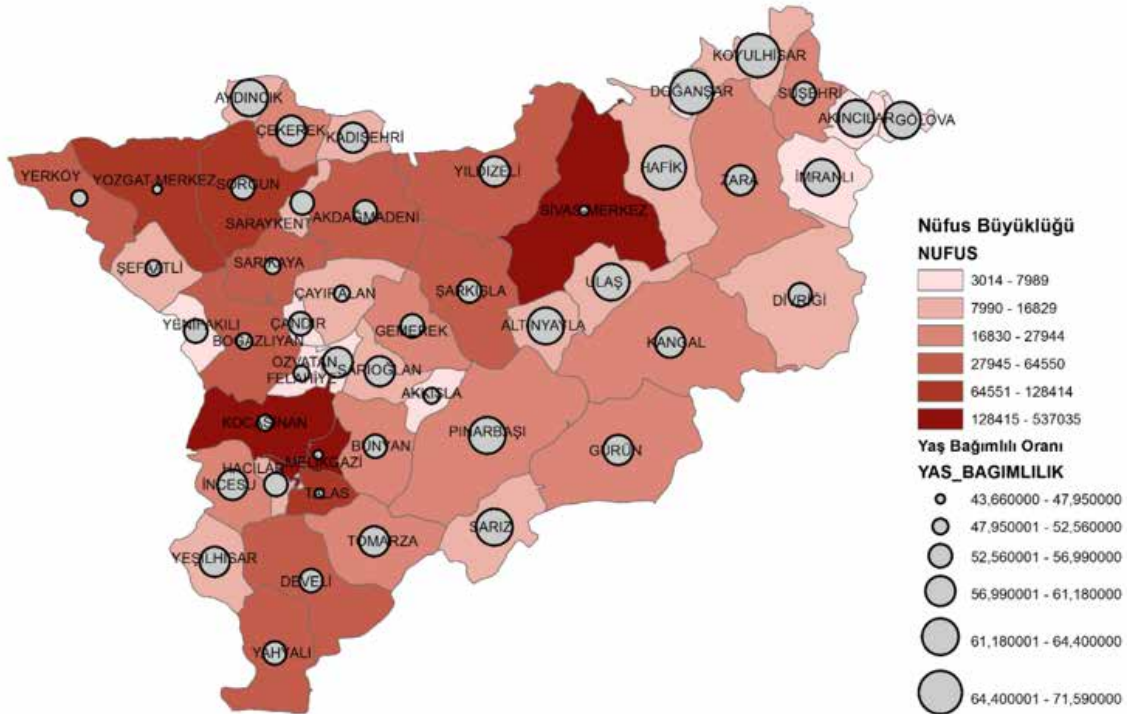 KOYULHİSAR
DOĞANŞAR
SUŞEHRİ
AYDINCIK
AKINCILAR
GÖLOVA
ÇEKEREK
KADIŞEHRİ
YILDIZELİ
HAFİK
ZARA
İMRANLI
YERKÖY
YOZGAT-MERKEZ
SORGUN
SARAYKENT
AKDAĞMADENİ
SİVAS-MERKEZ
ŞEFAATLİ
SARIKAYA
ULAŞ
ÇAYIRALAN
ŞARKIŞLA
DİVRİĞİ
YENİFAKILI
ÇANDIR
GEMEREK
ALTINYAYLA
BOĞAZLIYAN
KANGAL
ÖZVATAN
SARIOĞLAN
FELAHİYE
AKKIŞLA
KOCASİNAN
PINARBAŞI
BÜNYAN
GÜRÜN
MELİKGAZİ
HACILAR
İNCESU
TALAS
SARIZ
TOMARZA
YEŞİLHİSAR
DEVELİ
YAHYALI
Nüfus Büyüklüğü
NUFUS
3014 - 7989
7990 - 16829
16830 - 27944
27945 - 64550
64551 - 128414
128415 - 537035
Yaş Bağımlılı Oranı
YAS_BAGIMLILIK
43,660000 - 47,950000
47,950001 - 52,560000
52,560001 - 56,990000
56,990001 - 61,180000
61,180001 - 64,400000
64,400001 - 71,590000